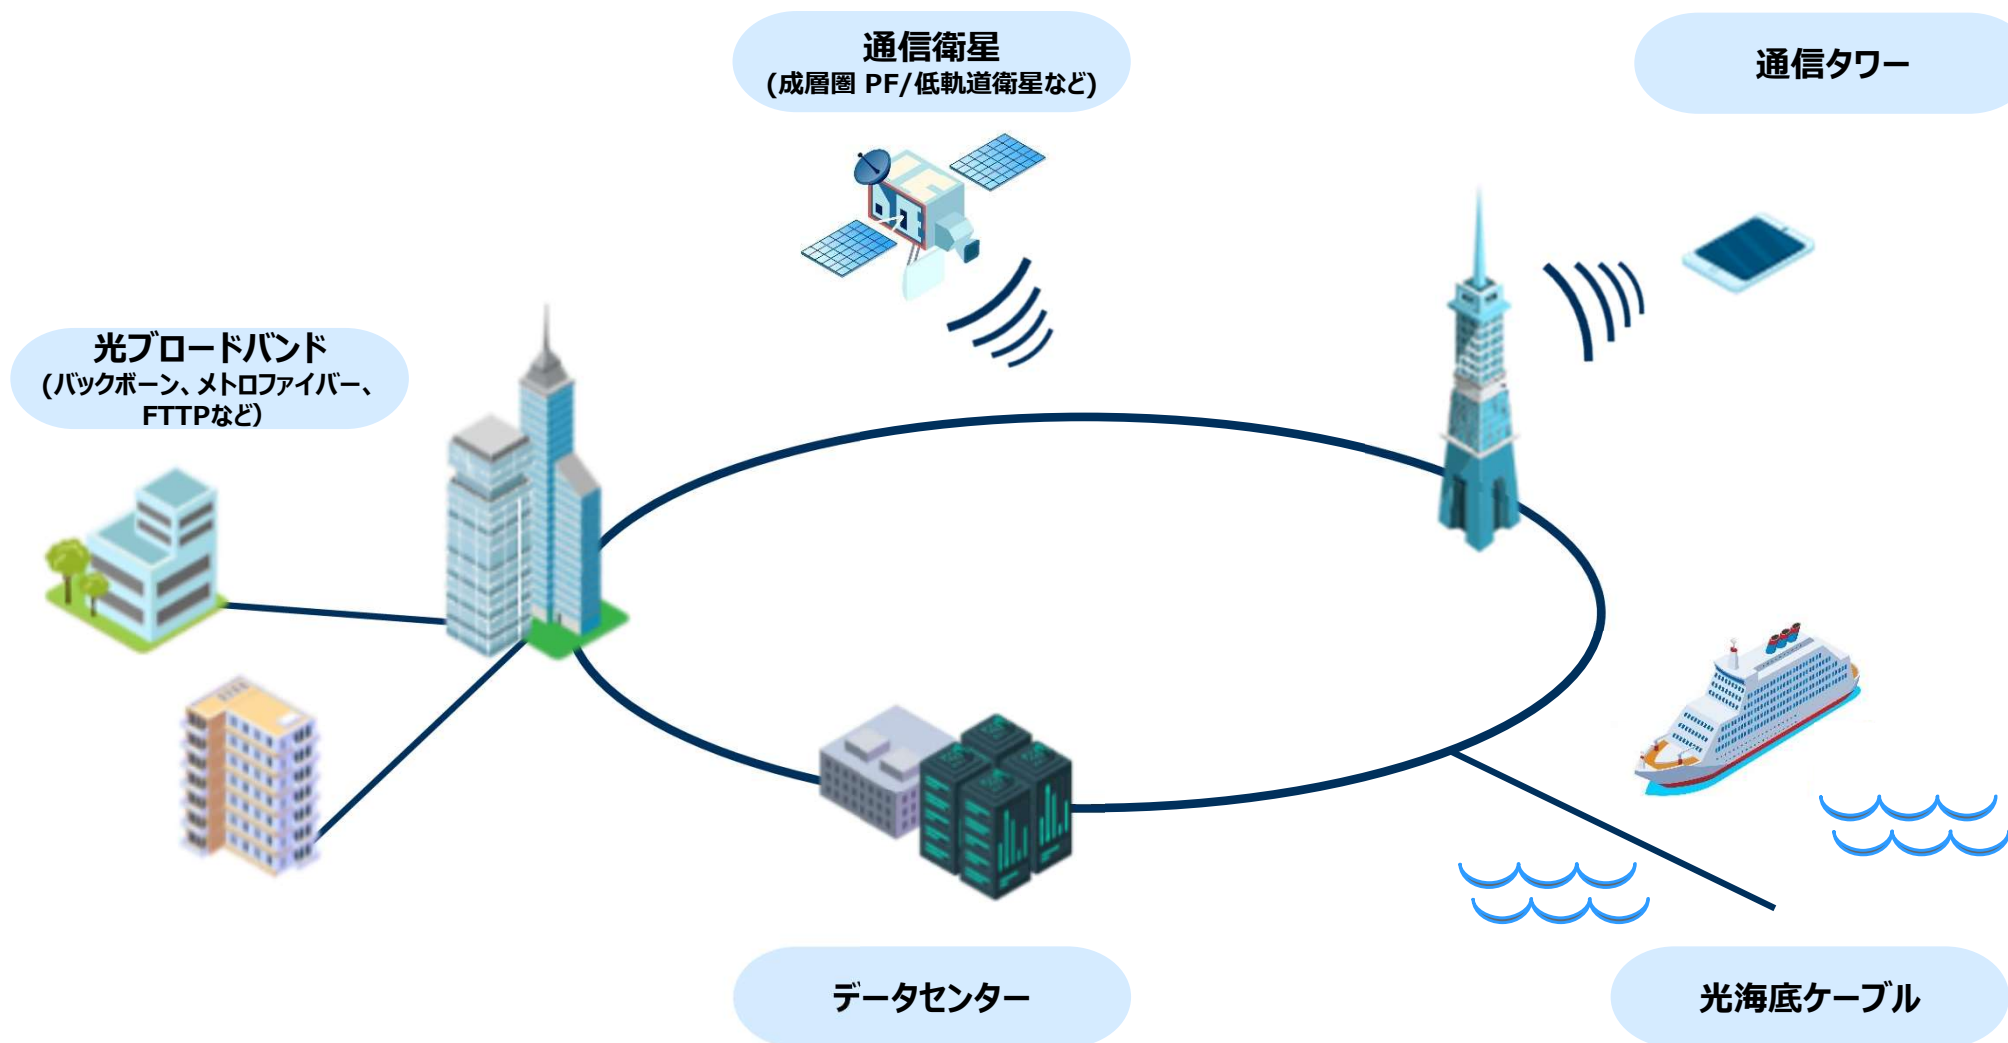 通信衛星
(成層圏 PF/低軌道衛星など)
通信タワー
光ブロードバンド
(バックボーン、メトロファイバー、
FTTPなど)
データセンター
光海底ケーブル